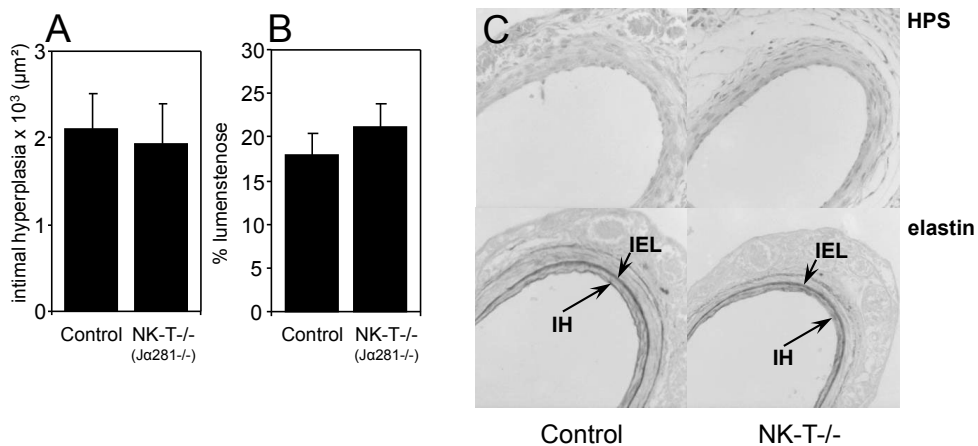 A
intimal hyperplasia x 10³ (μm²)
3
2
1
0
Control
NK-T-/-
(Jα281-/-)
B
% lumenstenose
30
25
20
15
10
5
0
Control
NK-T-/-
(Jα281-/-)
C
HPS
elastin
IEL
IH
IEL
IH
Control
NK-T-/-